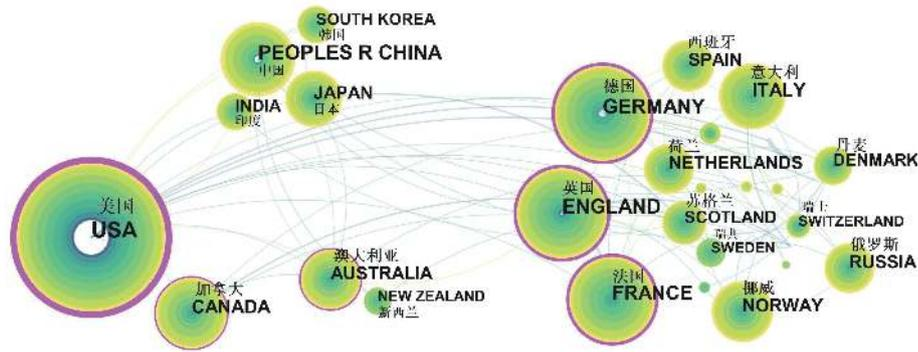 SOUTH KOREA
韩国
PEOPLES R CHINA
中国
JAPAN
日本
INDIA
印度
美国
USA
加拿大
CANADA
澳大利亚
AUSTRALIA
NEW ZEALAND
新西兰
西班牙
SPAIN
意大利
ITALY
德国
GERMANY
荷兰
NETHERLANDS
丹麦
DENMARK
英国
ENGLAND
苏格兰
SCOTLAND
瑞士
SWITZERLAND
瑞典
SWEDEN
俄罗斯
RUSSIA
法国
FRANCE
挪威
NORWAY